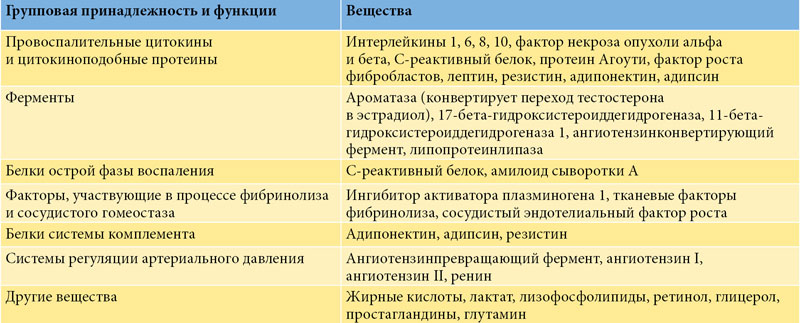 Групповая принадлежность и функции
Вещества
Провоспалительные цитокины
и цитокиноподобные протеины
Интерлейкины 1, 6, 8, 10, фактор некроза опухоли альфа
и бета, С-реактивный белок, протеин Агоути, фактор роста
фибробластов, лептин, резистин, адипонектин, адипсин
Ферменты
Ароматаза (конвертирует переход тестостерона
в эстрадиол), 17-бета-гидроксистероиддегидрогеназа, 11-бета-
гидроксистероиддегидрогеназа 1, ангиотензинконвертирующий
фермент, липопротеинлипаза
Белки острой фазы воспаления
С-реактивный белок, амилоид сыворотки А
Факторы, участвующие в процессе фибринолиза
и сосудистого гомеостаза
Ингибитор активатора плазминогена 1, тканевые факторы
фибринолиза, сосудистый эндотелиальный фактор роста
Белки системы комплемента
Адипонектин, адипсин, резистин
Системы регуляции артериального давления
Ангиотензинпревращающий фермент, ангиотензин I,
ангиотензин II, ренин
Другие вещества
Жирные кислоты, лактат, лизофосфолипиды, ретинол, глицерол,
простагландины, глутамин